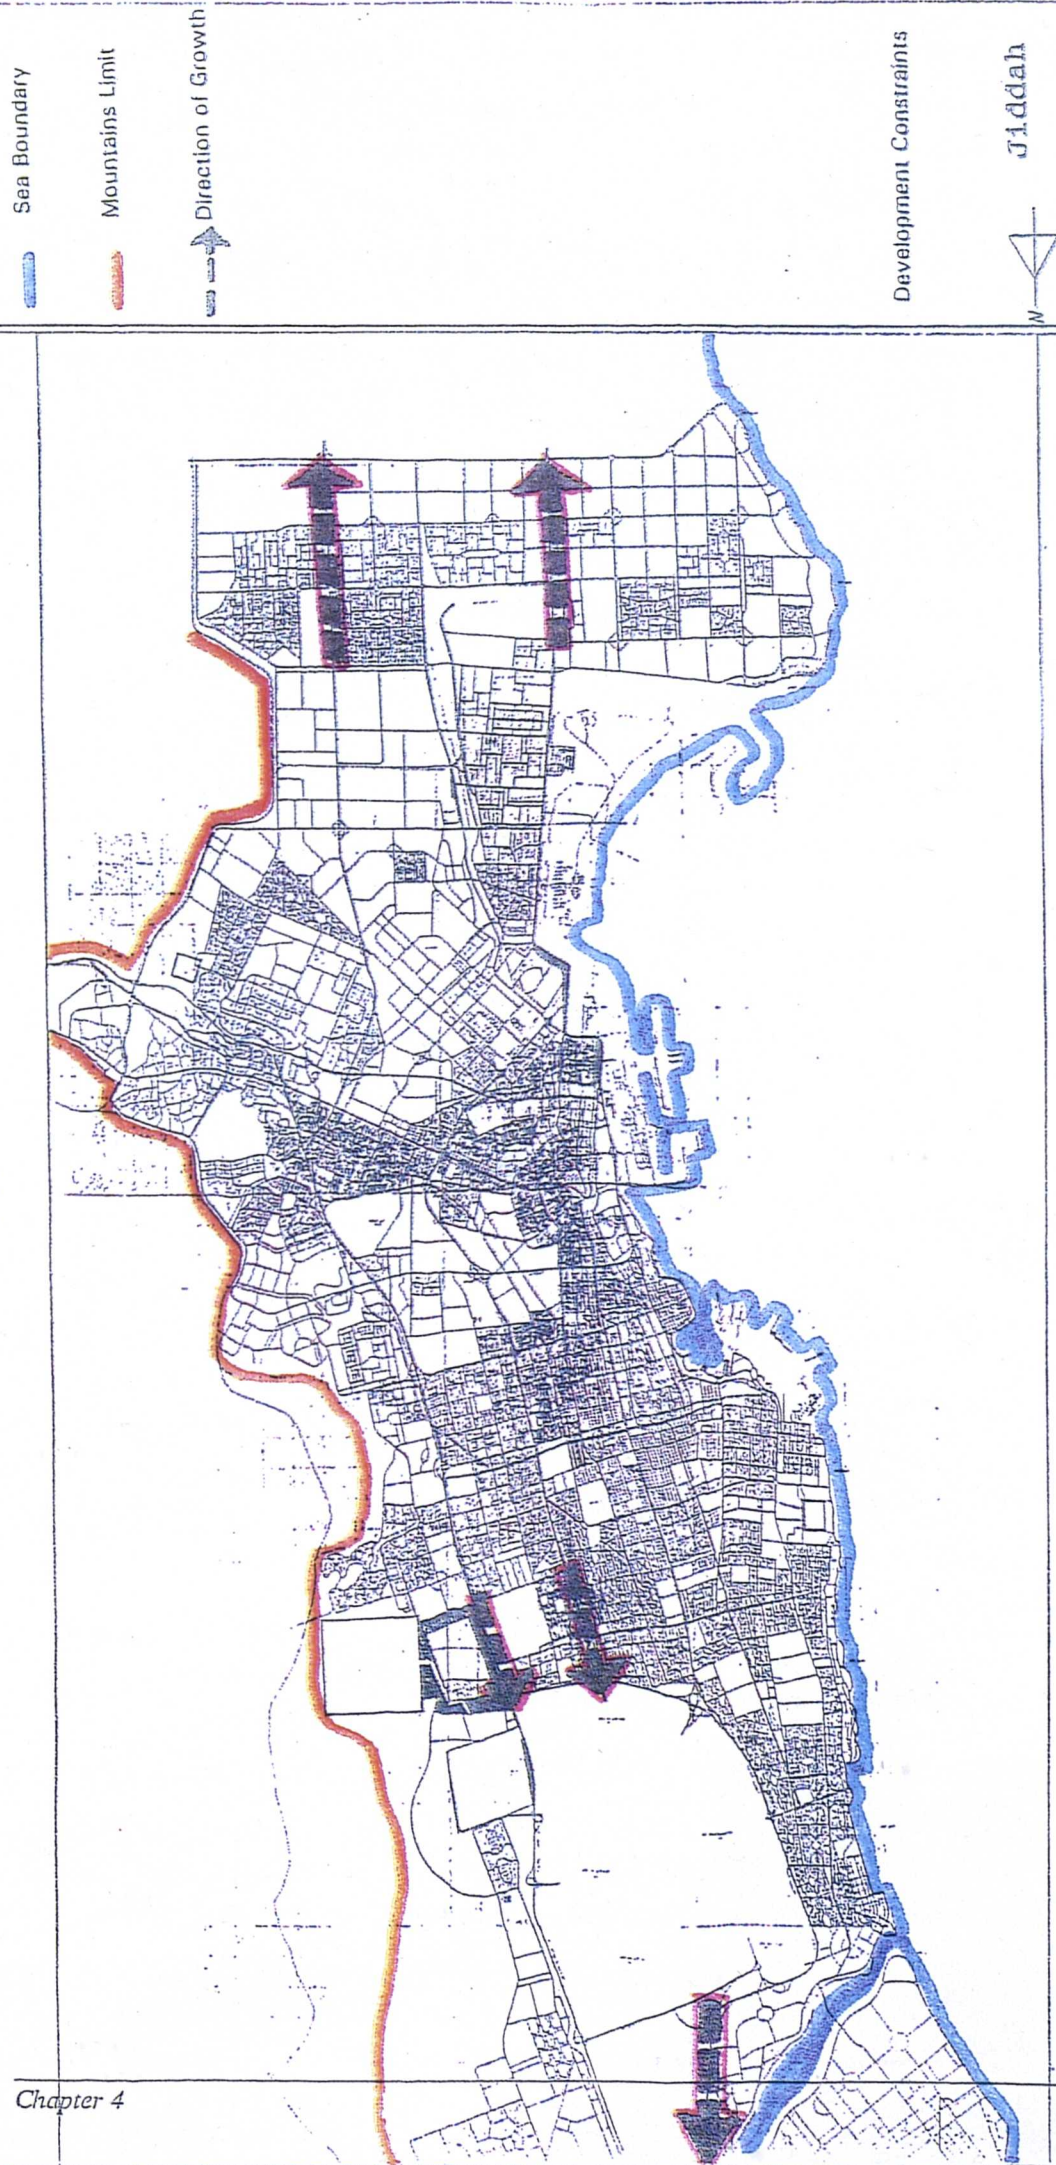 Sea Boundary
Mountains Limit
Direction of Growth
Development Constraints
Jiddah
N
Chapter 4